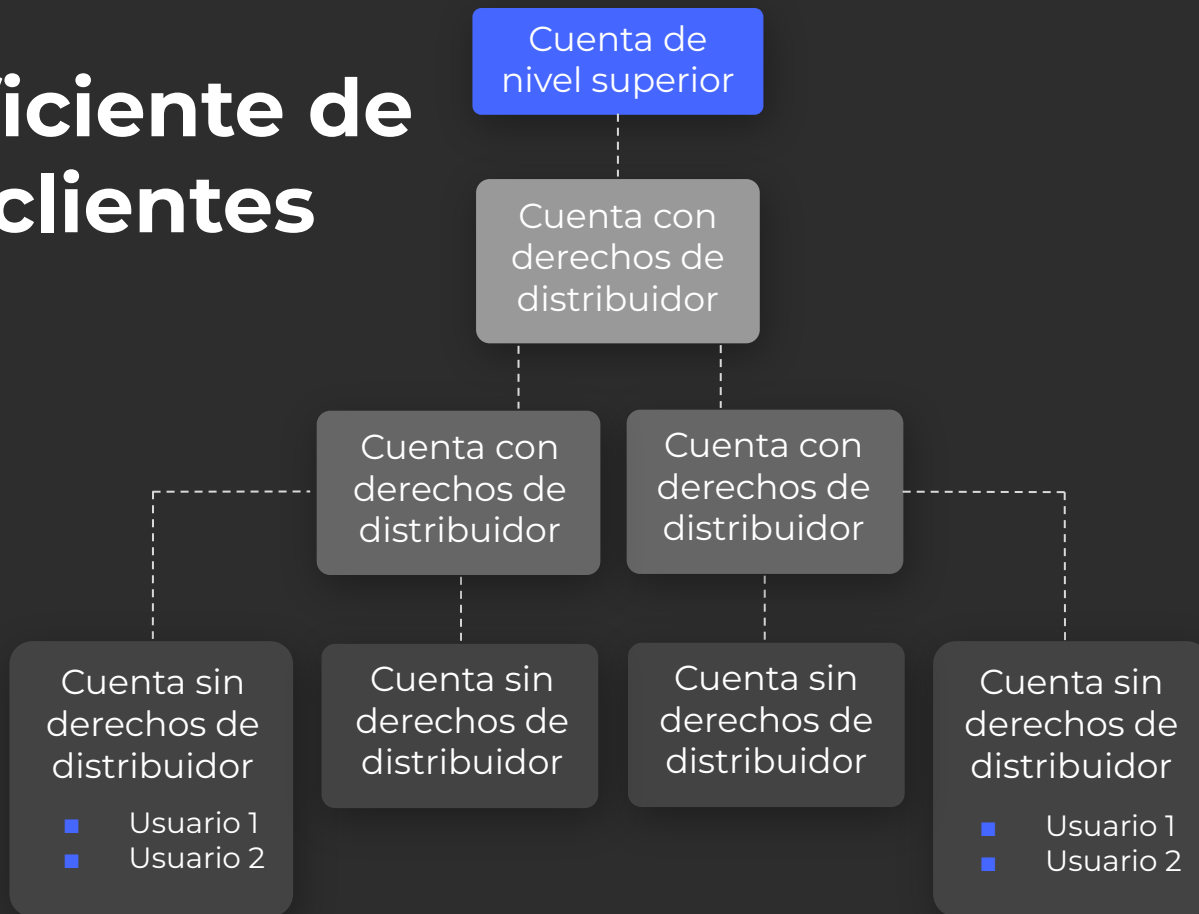 iciente de
clientes
Cuenta de
nivel superior
Cuenta con
derechos de
distribuidor
Cuenta con
derechos de
distribuidor
Cuenta con
derechos de
distribuidor
Cuenta sin
derechos de
distribuidor
Usuario 1
Usuario 2
Cuenta sin
derechos de
distribuidor
Cuenta sin
derechos de
distribuidor
Cuenta sin
derechos de
distribuidor
Usuario 1
Usuario 2